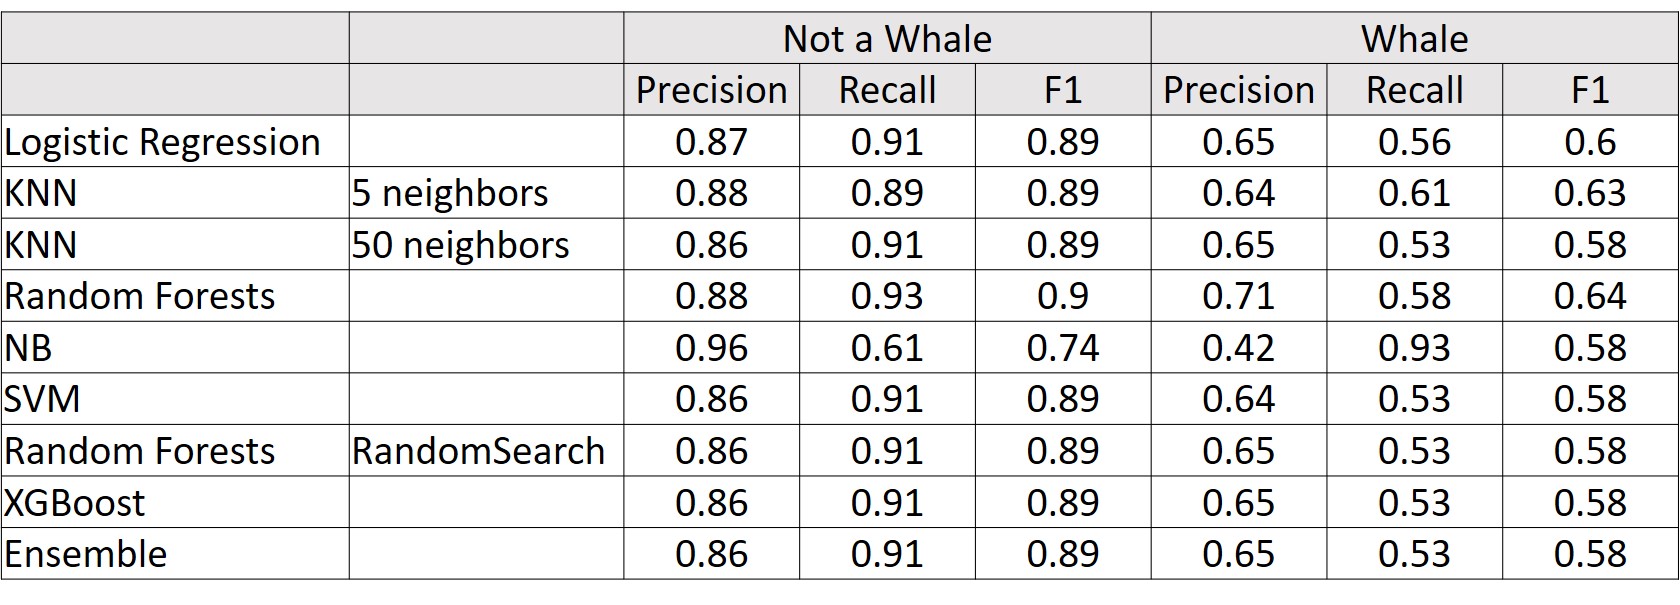 Not a Whale Whale
Precision Recall F1 Precision Recall F1
Logistic Regression 0.87 0.91 0.89 0.65 0.56 0.6
KNN 5 neighbors 0.88 0.89 0.89 0.64 0.61 0.63
KNN 50 neighbors 0.86 0.91 0.89 0.65 0.53 0.58
Random Forests 0.88 0.93 0.9 0.71 0.58 0.64
NB 0.96 0.61 0.74 0.42 0.93 0.58
SVM 0.86 0.91 0.89 0.64 0.53 0.58
Random Forests RandomSearch 0.86 0.91 0.89 0.65 0.53 0.58
XGBoost 0.86 0.91 0.89 0.65 0.53 0.58
Ensemble 0.86 0.91 0.89 0.65 0.53 0.58